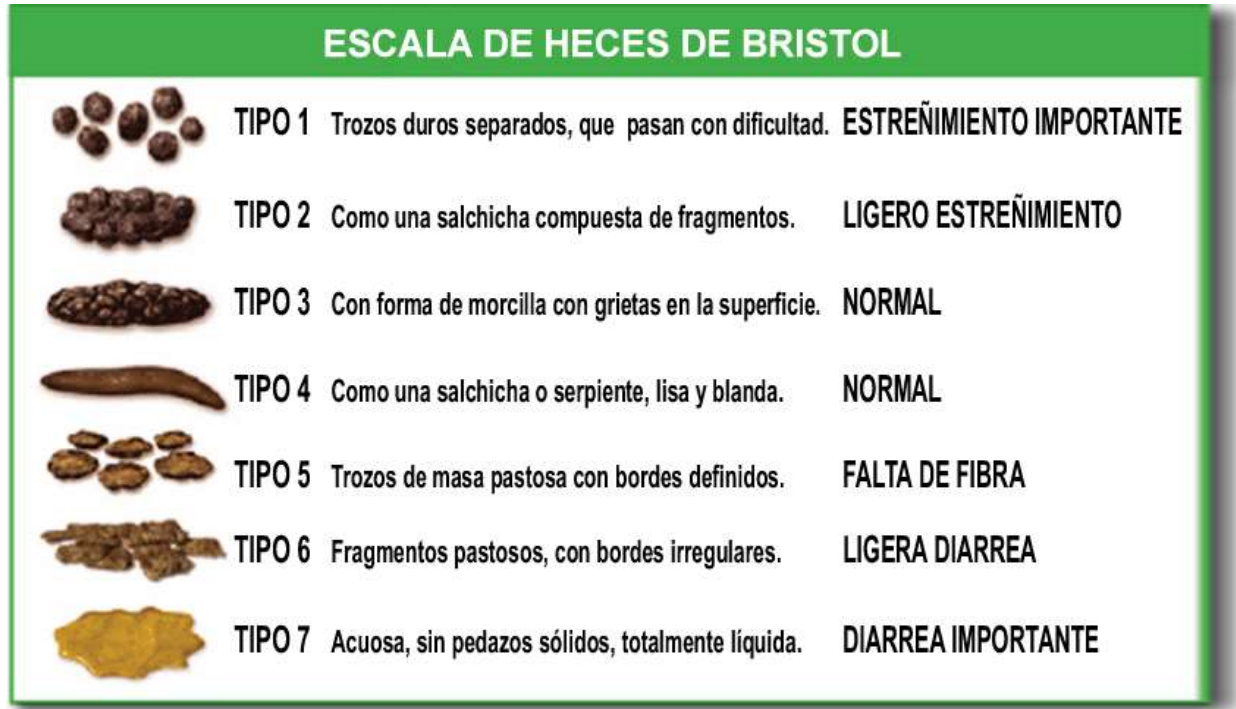 ESCALA DE HECES DE BRISTOL
TIPO 1 Trozos duros separados, que pasan con dificultad. ESTREÑIMIENTO IMPORTANTE
TIPO 2 Como una salchicha compuesta de fragmentos. LIGERO ESTREÑIMIENTO
TIPO 3 Con forma de morcilla con grietas en la superficie. NORMAL
TIPO 4 Como una salchicha o serpiente, lisa y blanda. NORMAL
TIPO 5 Trozos de masa pastosa con bordes definidos. FALTA DE FIBRA
TIPO 6 Fragmentos pastosos, con bordes irregulares. LIGERA DIARREA
TIPO 7 Acuosa, sin pedazos sólidos, totalmente líquida. DIARREA IMPORTANTE